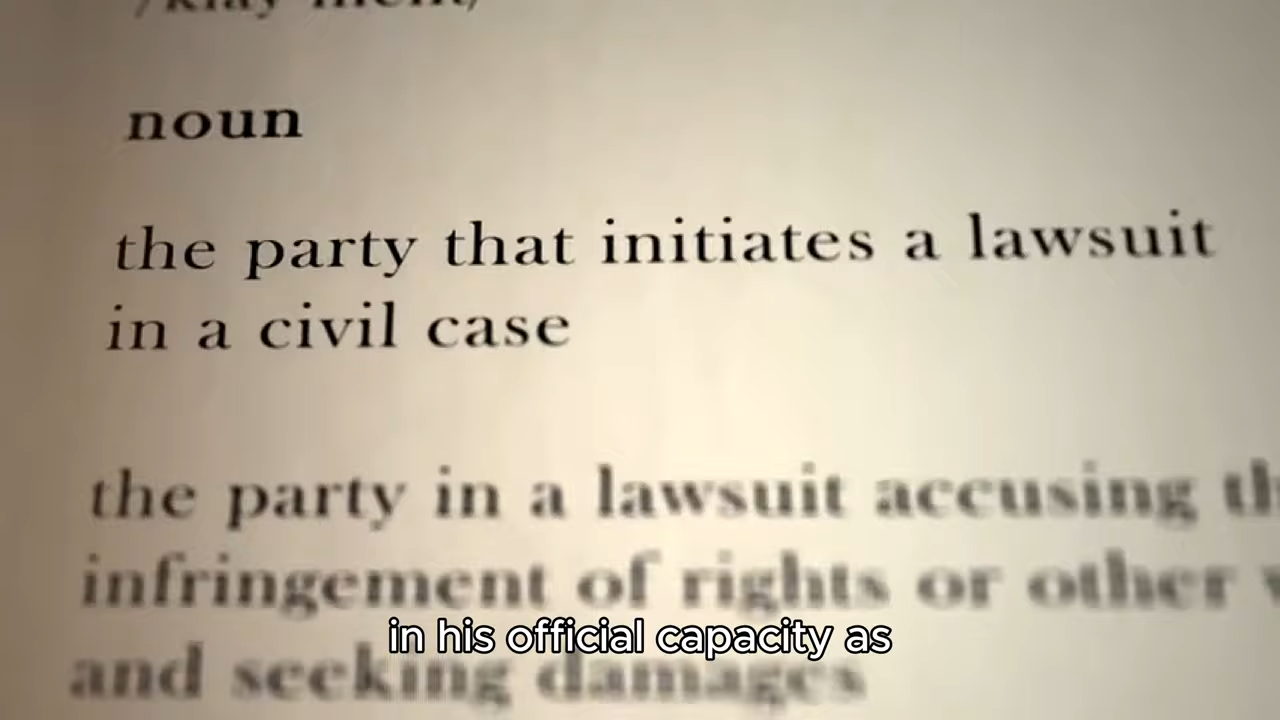 noun
the party that initiates a lawsuit
in a civil case
the party in a lawsuit accusing
infringement of rights or other
and seeking damages
in his official capacity as